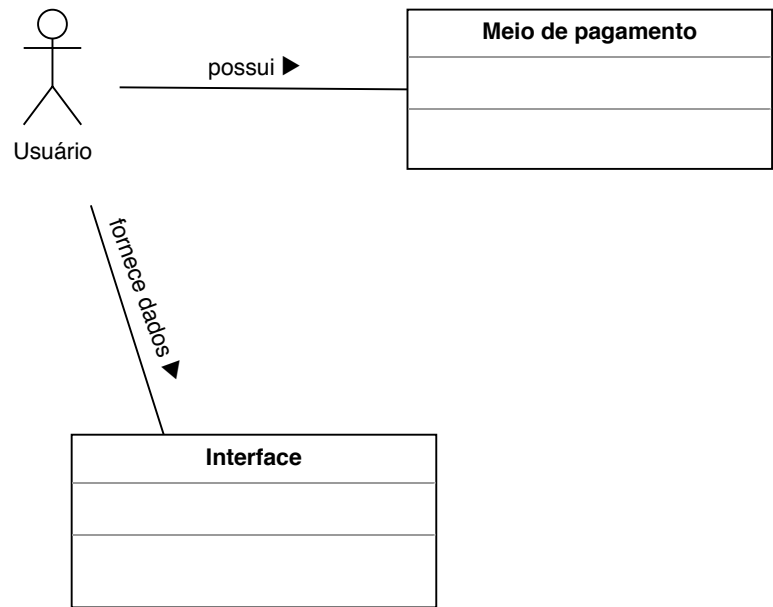 Meio de pagamento
possui ▶
Usuário
fornece dados ▶
Interface